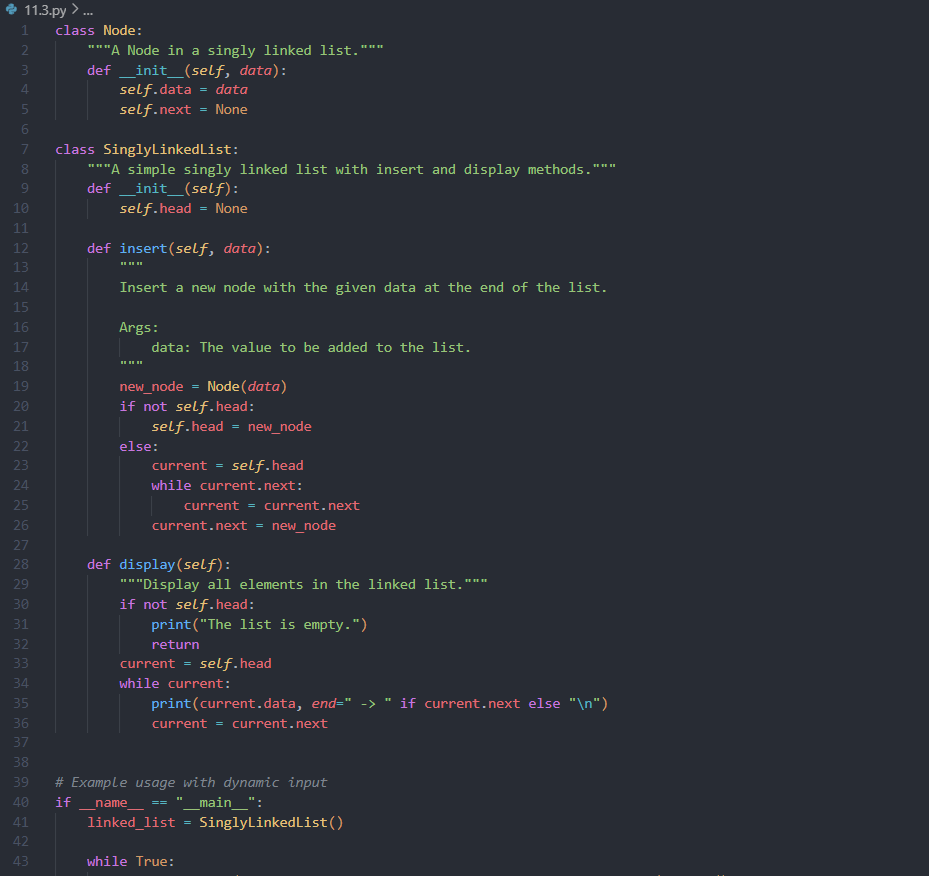 11.3.py > ...
1 class Node:
2     """A Node in a singly linked list."""
3     def __init__(self, data):
4         self.data = data
5         self.next = None
6
7 class SinglyLinkedList:
8     """A simple singly linked list with insert and display methods."""
9     def __init__(self):
10         self.head = None
11
12     def insert(self, data):
13         """
14         Insert a new node with the given data at the end of the list.
15
16         Args:
17             data: The value to be added to the list.
18         """
19         new_node = Node(data)
20         if not self.head:
21             self.head = new_node
22         else:
23             current = self.head
24             while current.next:
25                 current = current.next
26             current.next = new_node
27
28     def display(self):
29         """Display all elements in the linked list."""
30         if not self.head:
31             print("The list is empty.")
32             return
33         current = self.head
34         while current:
35             print(current.data, end=" -> " if current.next else "\n")
36             current = current.next
37
38
39 # Example usage with dynamic input
40 if __name__ == "__main__":
41     linked_list = SinglyLinkedList()
42
43     while True: